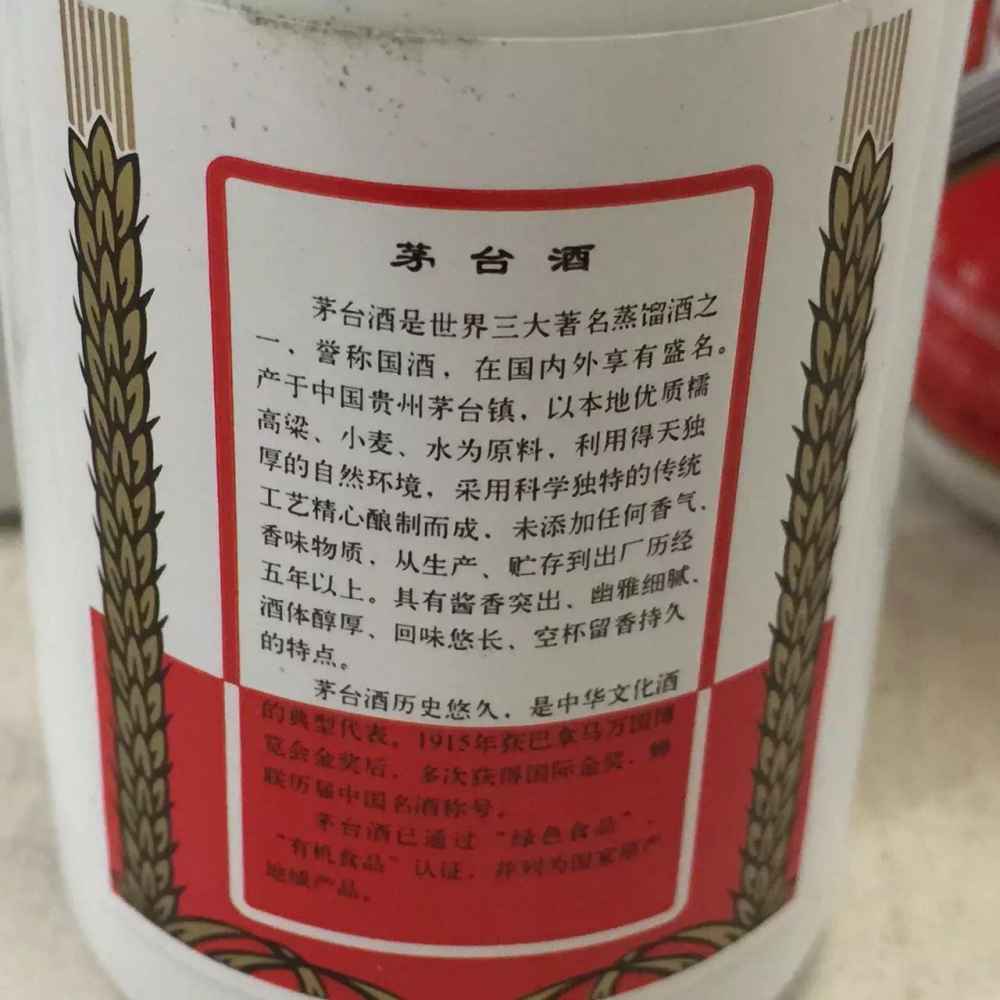 茅台酒
茅台酒是世界三大著名蒸馏酒之
一、誉称国酒，在国内外享有盛名。
产于中国贵州茅台镇，以本地优质糯
高粱、小麦、水为原料，利用得天独
厚的自然环境，采用科学独特的传统
工艺精心酿制而成，未添加任何香气、
香味物质，从生产、贮存到出厂历经
五年以上。具有酱香突出、幽雅细腻、
酒体醇厚、回味悠长、空杯留香持久
的特点。
茅台酒历史悠久，是中华文化酒
的典型代表。1915年获巴拿马万国博
览会金奖后，多次获得国际金奖，蝉
联历届中国名酒称号。
茅台酒已通过“绿色食品”、
“有机食品”认证，并列为国家原产
地域产品。